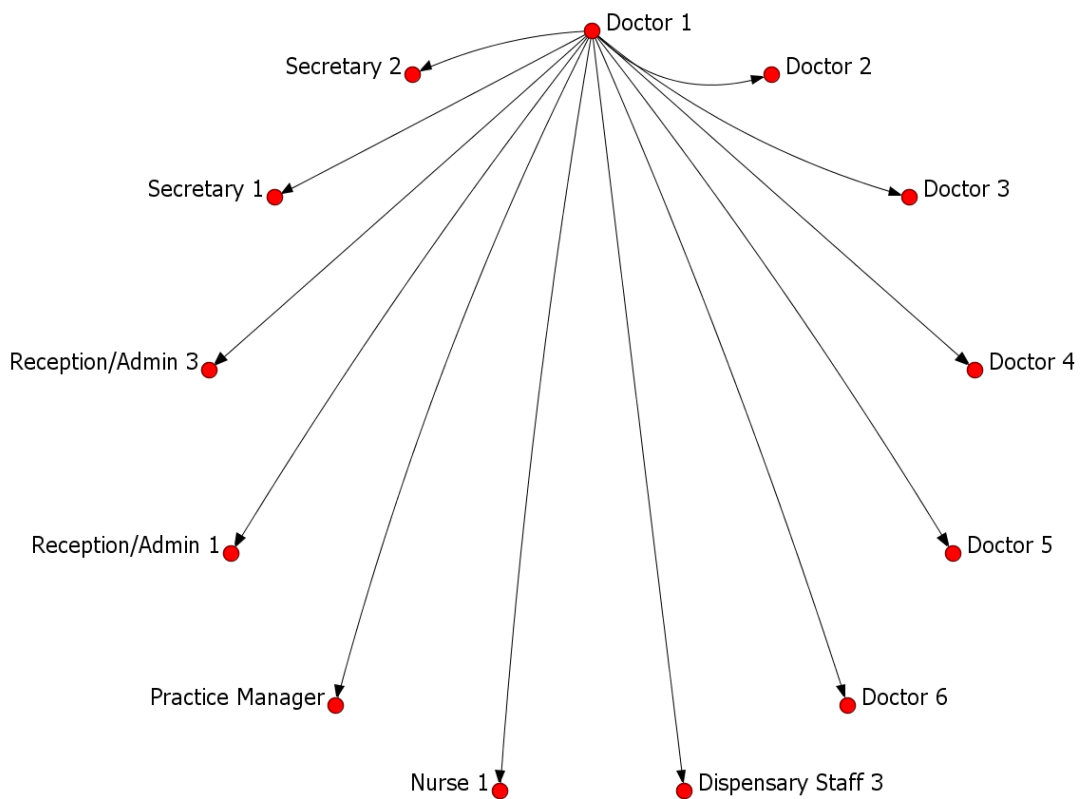 Doctor 1
Secretary 2
Doctor 2
Secretary 1
Doctor 3
Reception/Admin 3
Doctor 4
Reception/Admin 1
Doctor 5
Practice Manager
Doctor 6
Nurse 1
Dispensary Staff 3